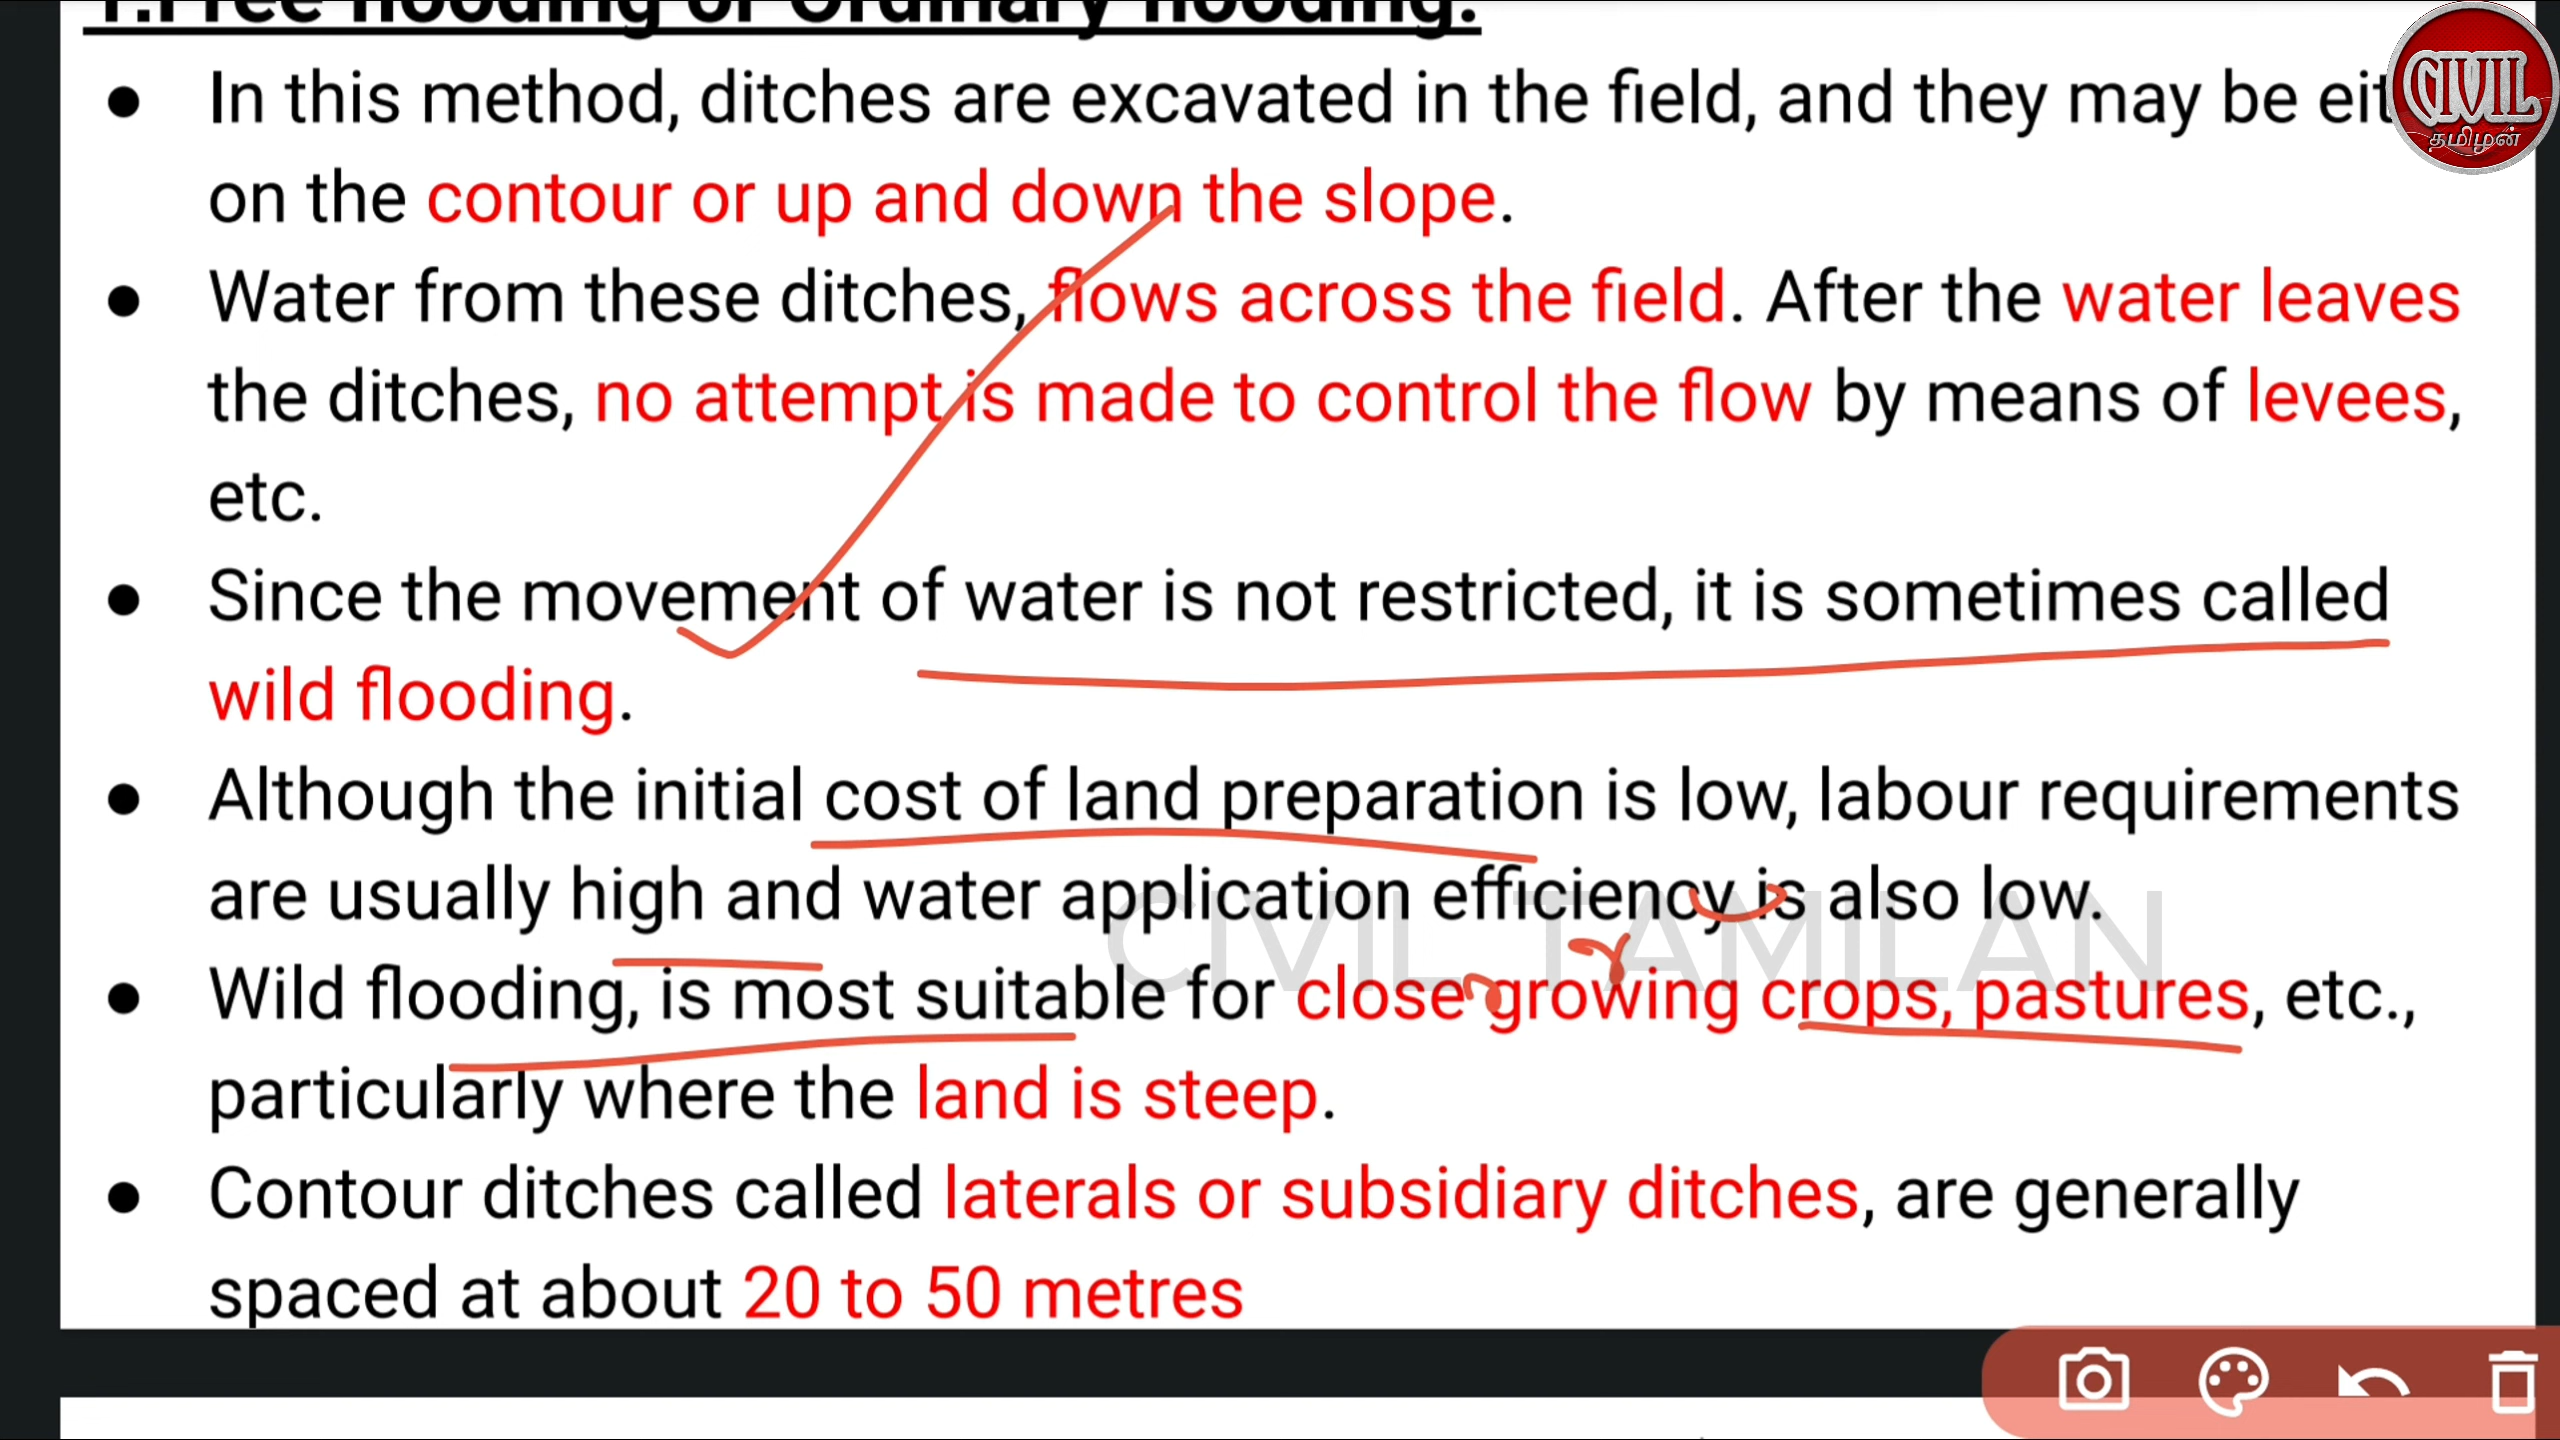 1.Free flooding or Ordinary flooding:
● In this method, ditches are excavated in the field, and they may be eit
on the contour or up and down the slope.
● Water from these ditches, flows across the field. After the water leaves
the ditches, no attempt is made to control the flow by means of levees,
etc.
● Since the movement of water is not restricted, it is sometimes called
wild flooding.
● Although the initial cost of land preparation is low, labour requirements
are usually high and water application efficiency is also low.
● Wild flooding, is most suitable for close growing crops, pastures, etc.,
particularly where the land is steep.
● Contour ditches called laterals or subsidiary ditches, are generally
spaced at about 20 to 50 metres
CIVIL
தமிழன்
CIVIL TAMILAN